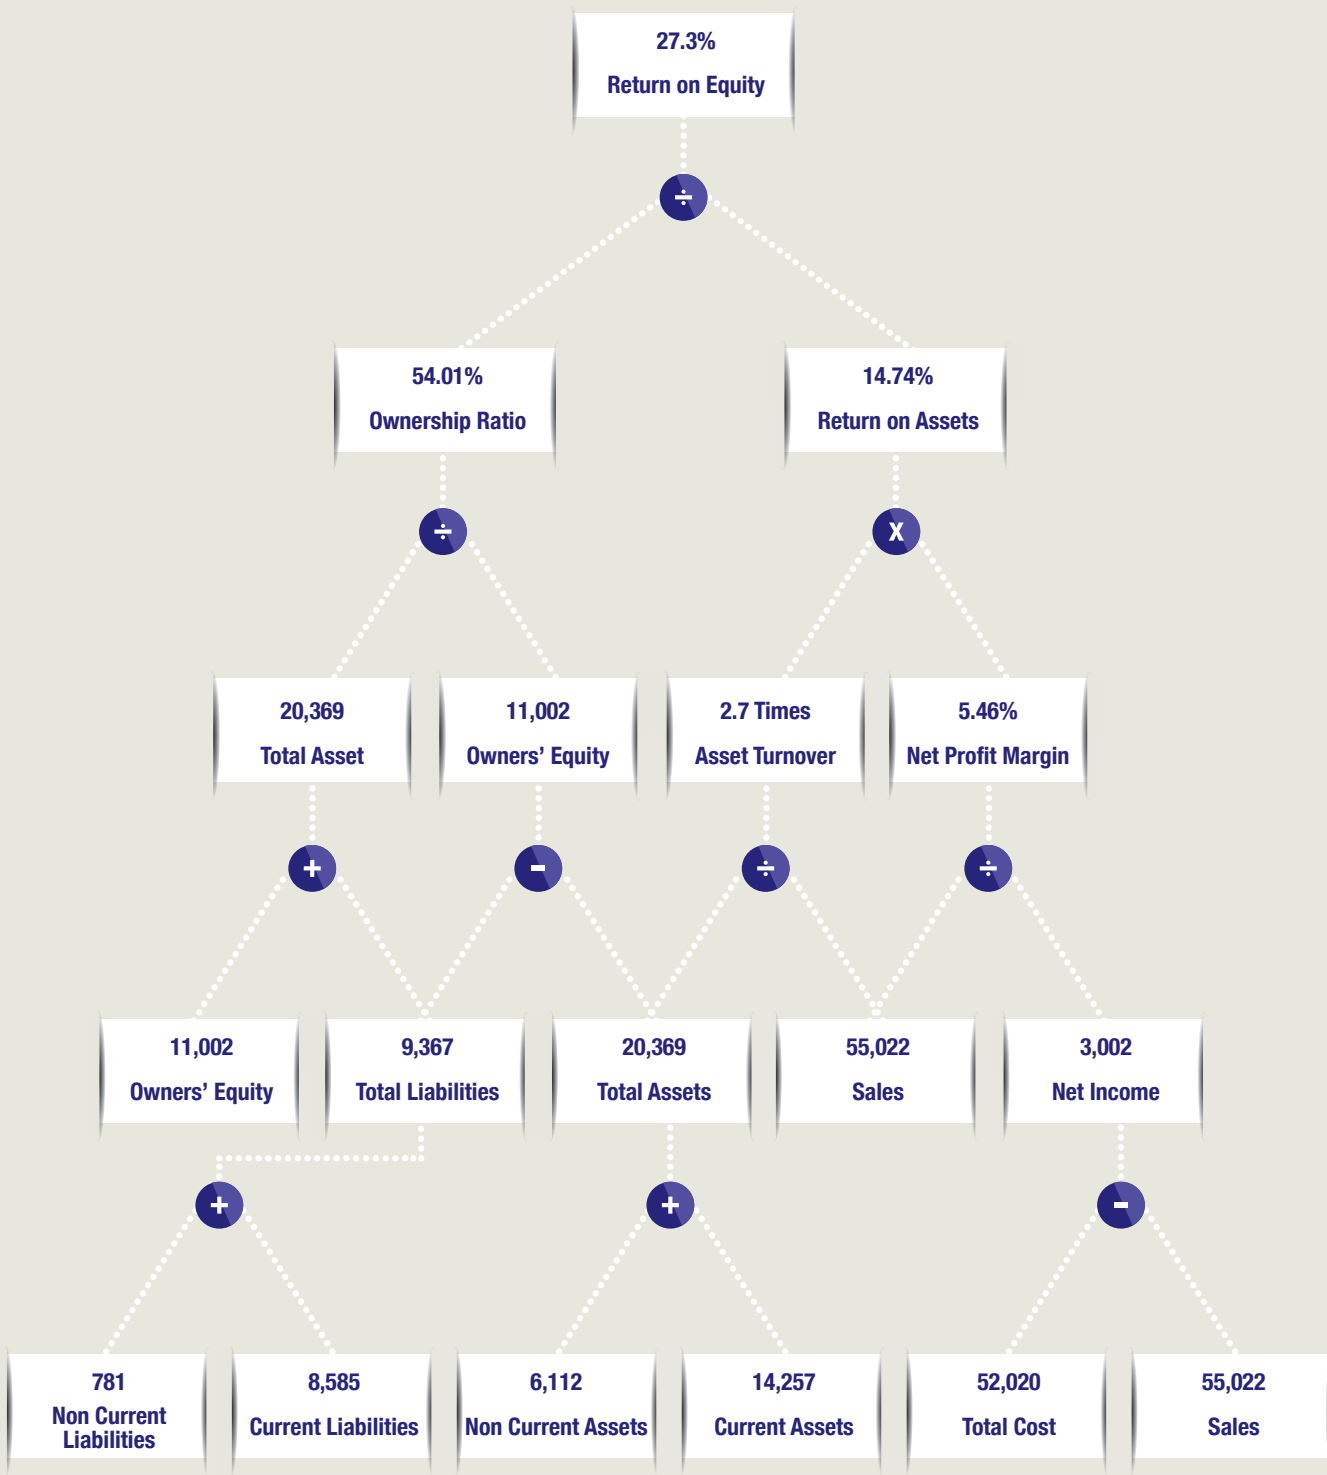 27.3%
Return on Equity
÷
54.01%
Ownership Ratio
14.74%
Return on Assets
÷
X
20,369
Total Asset
11,002
Owners’ Equity
2.7 Times
Asset Turnover
5.46%
Net Profit Margin
+
-
÷
÷
11,002
Owners’ Equity
9,367
Total Liabilities
20,369
Total Assets
55,022
Sales
3,002
Net Income
+
+
-
781
Non Current
Liabilities
8,585
Current Liabilities
6,112
Non Current Assets
14,257
Current Assets
52,020
Total Cost
55,022
Sales